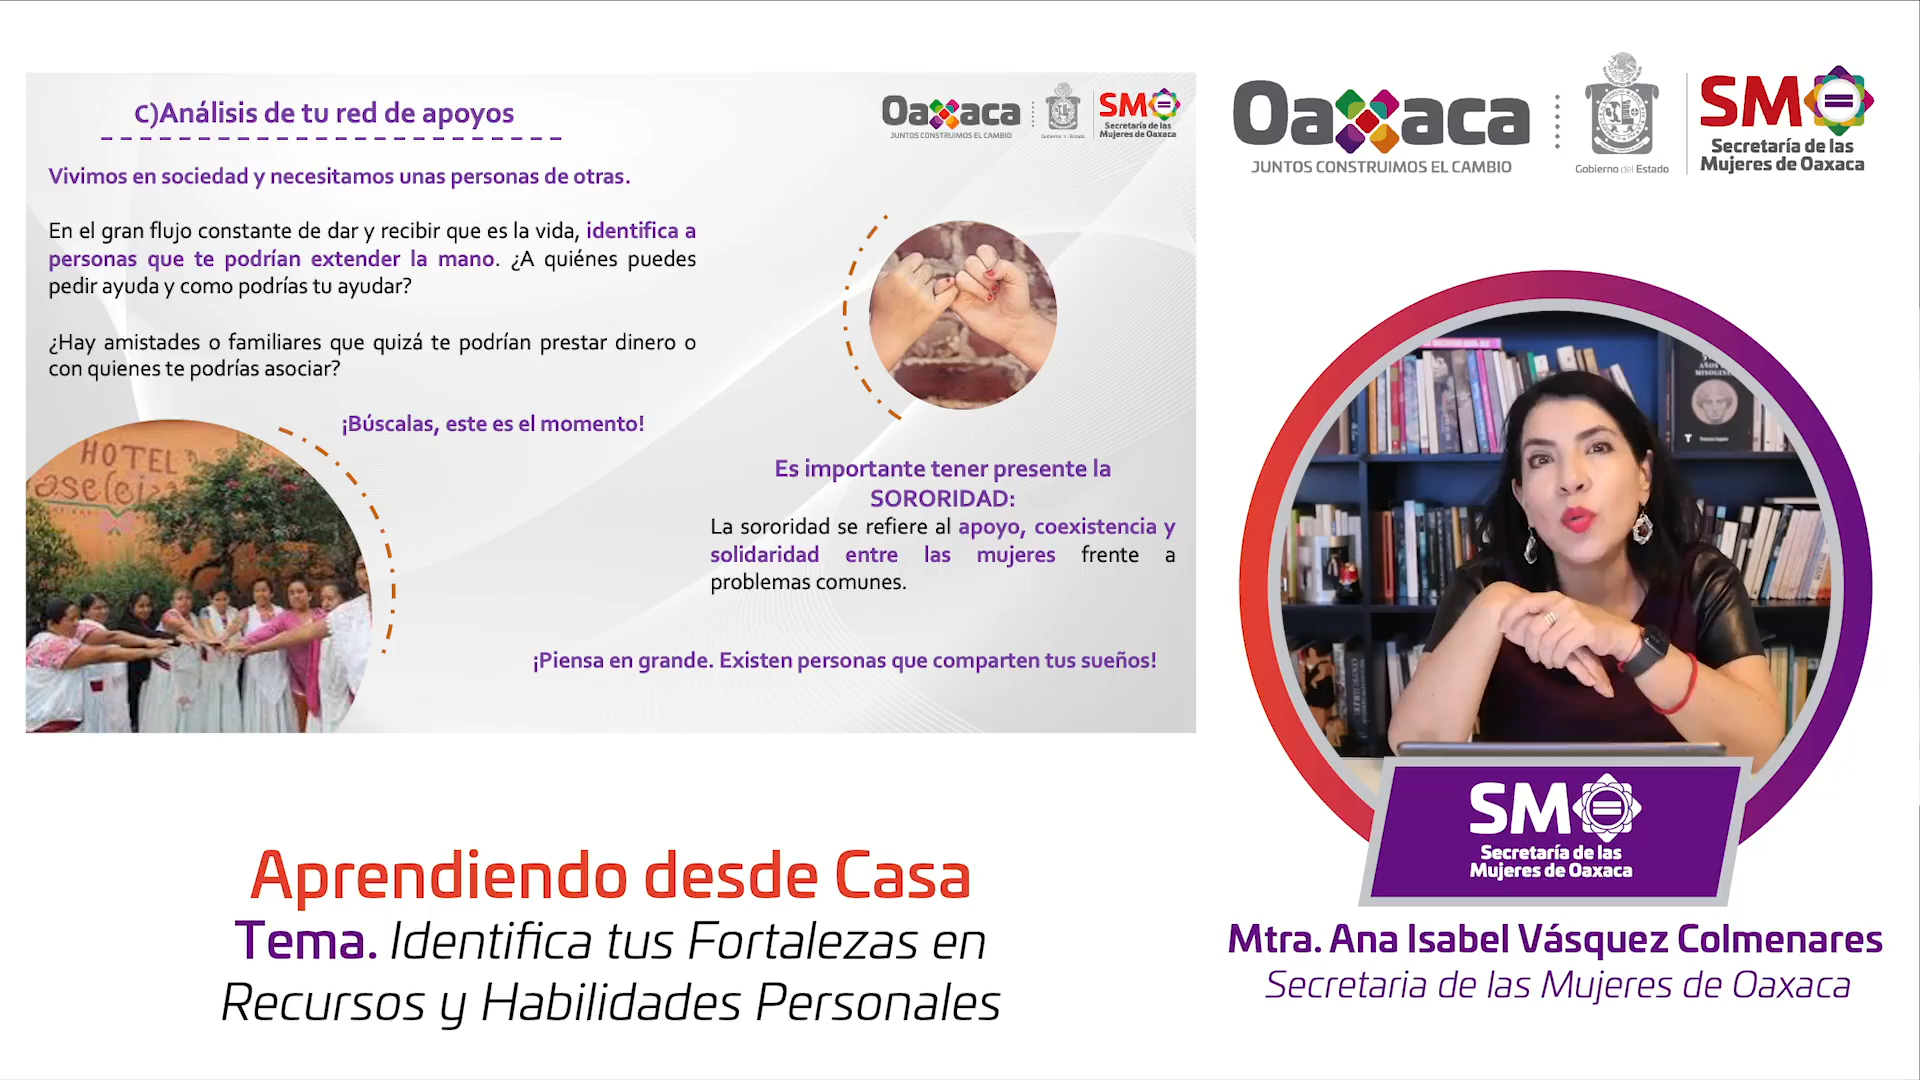 C)Análisis de tu red de apoyos
Oaxaca
JUNTOS CONSTRUIMOS EL CAMBIO
Gobierno del Estado
SM
Secretaría de las
Mujeres de Oaxaca
Vivimos en sociedad y necesitamos unas personas de otras.
En el gran flujo constante de dar y recibir que es la vida, identifica a
personas que te podrían extender la mano. ¿A quiénes puedes
pedir ayuda y como podrías tu ayudar?
¿Hay amistades o familiares que quizá te podrían prestar dinero o
con quienes te podrías asociar?
¡Búscalas, este es el momento!
HOTEL
Es importante tener presente la
SORORIDAD:
La sororidad se refiere al apoyo, coexistencia y
solidaridad entre las mujeres frente a
problemas comunes.
¡Piensa en grande. Existen personas que comparten tus sueños!
Oaxaca
JUNTOS CONSTRUIMOS EL CAMBIO
Gobierno del Estado
SM
Secretaría de las
Mujeres de Oaxaca
SM
Secretaría de las
Mujeres de Oaxaca
Aprendiendo desde Casa
Tema. Identifica tus Fortalezas en
Recursos y Habilidades Personales
Mtra. Ana Isabel Vásquez Colmenares
Secretaria de las Mujeres de Oaxaca